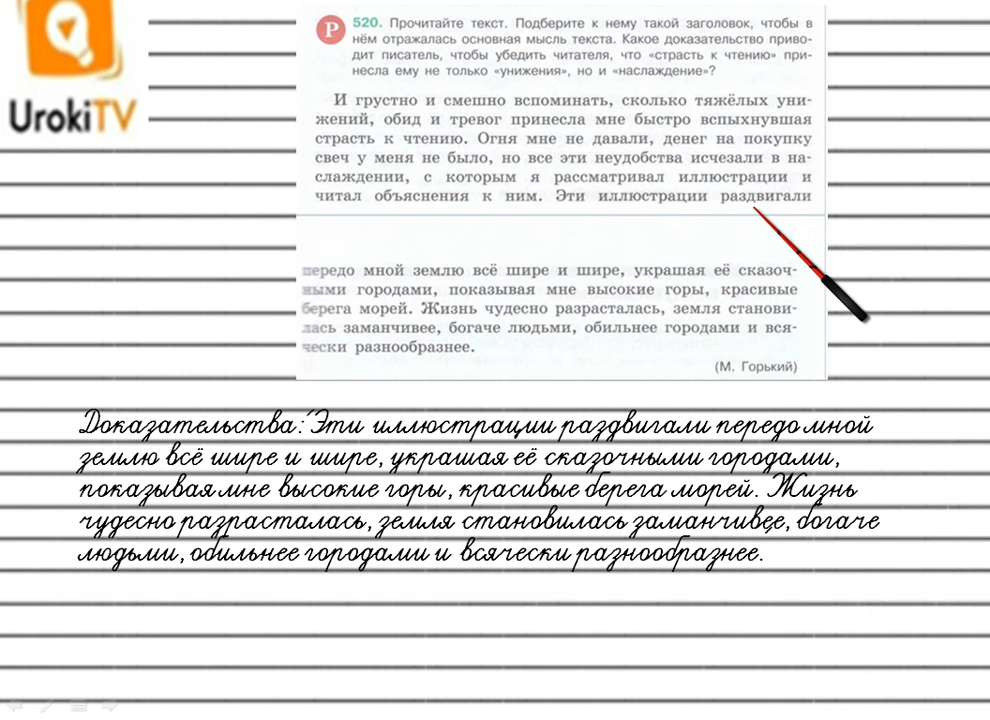 UrokiTV
Р
520. Прочитайте текст. Подберите к нему такой заголовок, чтобы в
нём отражалась основная мысль текста. Какое доказательство приво-
дит писатель, чтобы убедить читателя, что «страсть к чтению» при-
несла ему не только «унижения», но и «наслаждение»?
И грустно и смешно вспоминать, сколько тяжёлых уни-
жений, обид и тревог принесла мне быстро вспыхнувшая
страсть к чтению. Огня мне не давали, денег на покупку
свеч у меня не было, но все эти неудобства исчезали в на-
слаждении, с которым я рассматривал иллюстрации и
читал объяснения к ним. Эти иллюстрации раздвигали
передо мной землю всё шире и шире, украшая её сказоч-
ными городами, показывая мне высокие горы, красивые
берега морей. Жизнь чудесно разрасталась, земля станови-
лась заманчивее, богаче людьми, обильнее городами и вся-
чески разнообразнее.
(М. Горький)
Доказательства: Эти иллюстрации раздвигали передо мной
землю всё шире и шире, украшая её сказочными городами,
показывая мне высокие горы, красивые берега морей. Жизнь
чудесно разрасталась, земля становилась заманчивее, богаче
людьми, обильнее городами и всячески разнообразнее.